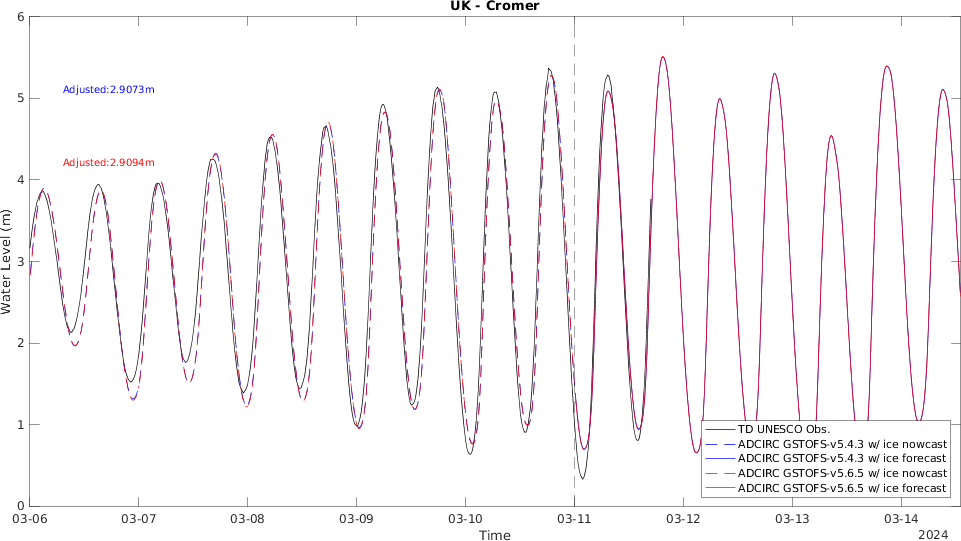 UK - Cromer
6
5
4
3
2
1
0
Water Level (m)
Adjusted:2.9073m
Adjusted:2.9094m
TD UNESCO Obs.
ADCIRC GSTOFS-v5.4.3 w/ ice nowcast
ADCIRC GSTOFS-v5.4.3 w/ ice forecast
ADCIRC GSTOFS-v5.6.5 w/ ice nowcast
ADCIRC GSTOFS-v5.6.5 w/ ice forecast
03-06 03-07 03-08 03-09 03-10 03-11 03-12 03-13 03-14
Time
2024